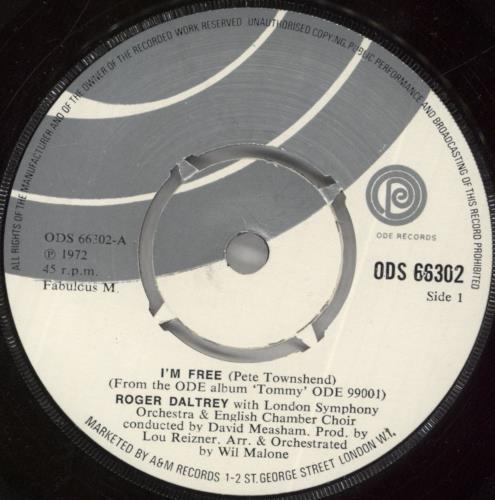 ALL RIGHTS OF THE MANUFACTURER AND OF THE OWNER OF THE RECORDED WORK RESERVED UNAUTHORISED COPYING, PUBLIC PERFORMANCE AND BROADCASTING OF THIS RECORD PROHIBITED
ODE RECORDS
ODS 66302-A
℗ 1972
45 r.p.m.
Fabulcus M.
ODS 66302
Side 1
I'M FREE (Pete Townshend)
(From the ODE album 'Tommy' ODE 99001)
ROGER DALTREY with London Symphony
Orchestra & English Chamber Choir
conducted by David Measham. Prod. by
Lou Reizner. Arr. & Orchestrated
by Wil Malone
MARKETED BY A&M RECORDS 1-2 ST. GEORGE STREET LONDON W.1.